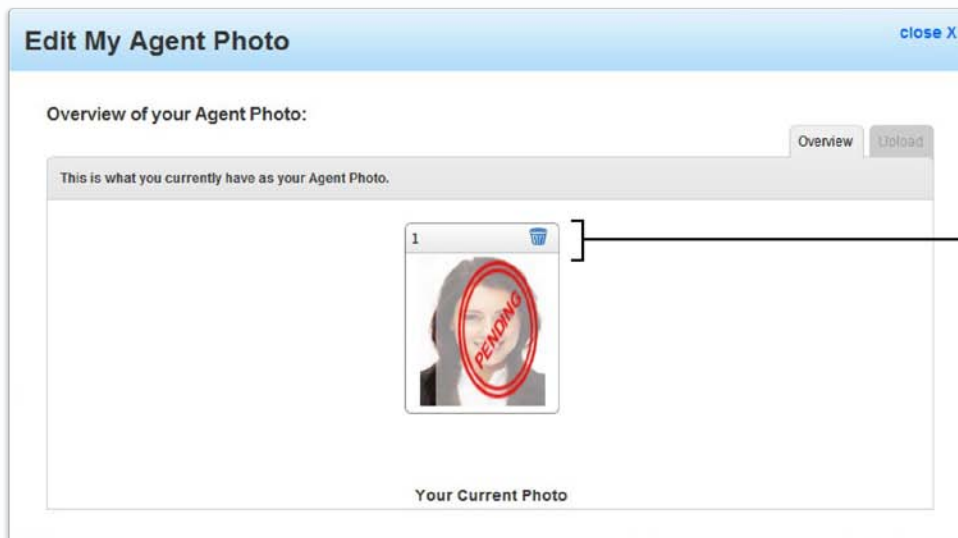 Edit My Agent Photo
close X
Overview of your Agent Photo:
Overview
Upload
This is what you currently have as your Agent Photo.
1
PENDING
Your Current Photo